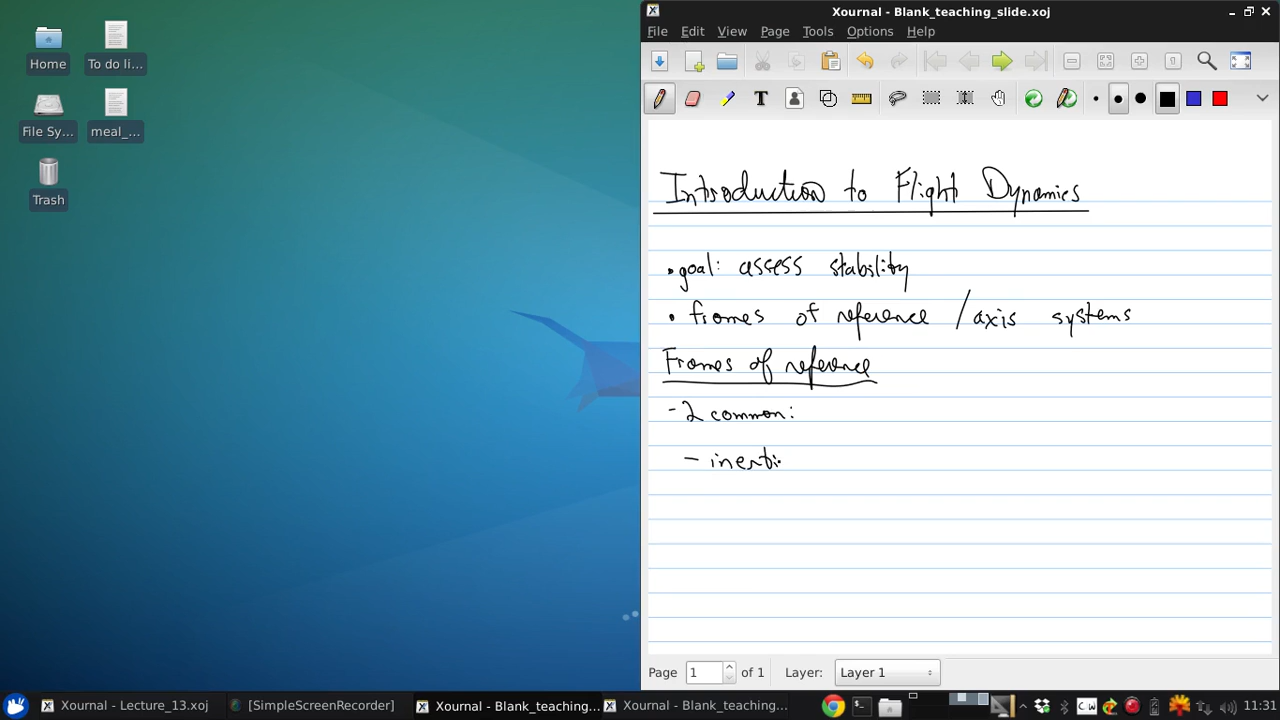 Xournal - Blank_teaching_slide.xoj
File Edit View Page Tools Options Help
Home
To do li...
File Sy...
meal_...
Trash
Introduction to Flight Dynamics
• goal: assess stability
• frames of reference / axis systems
Frames of reference
- 2 common:
- inerti
Page 1 of 1 Layer: Layer 1
Xournal - Lecture_13.xoj
[SimpleScreenRecorder]
Xournal - Blank_teaching...
Xournal - Blank_teaching...
11:31